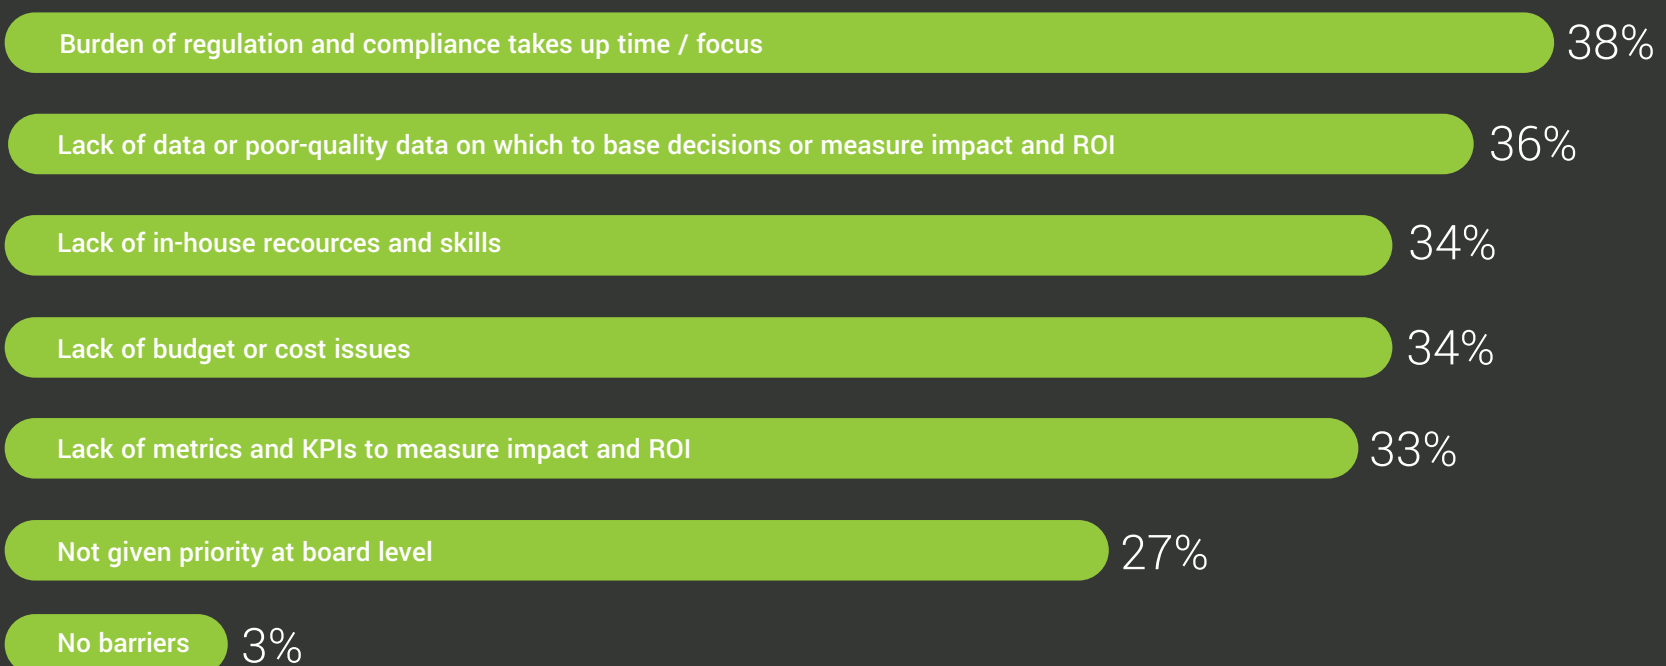 Burden of regulation and compliance takes up time / focus 38%
Lack of data or poor-quality data on which to base decisions or measure impact and ROI 36%
Lack of in-house recources and skills 34%
Lack of budget or cost issues 34%
Lack of metrics and KPIs to measure impact and ROI 33%
Not given priority at board level 27%
No barriers 3%